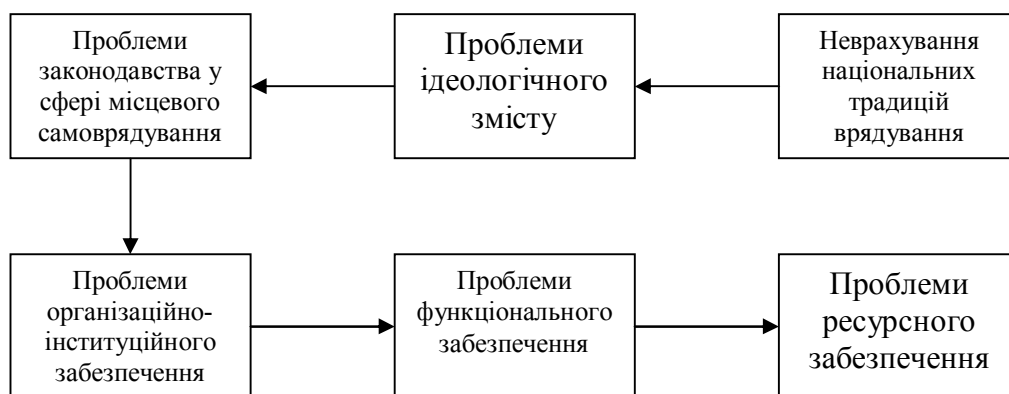 Проблеми
законодавства у
сфері місцевого
самоврядування
Проблеми
ідеологічного
змісту
Неврахування
національних
традицій
врядування
Проблеми
організаційно-
інституційного
забезпечення
Проблеми
функціонального
забезпечення
Проблеми
ресурсного
забезпечення